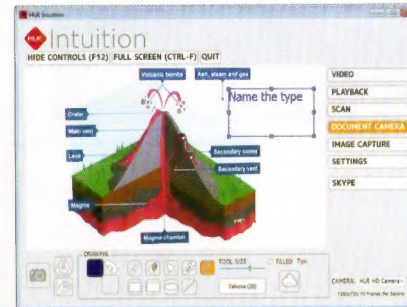 HUE Intuition
HUE Intuition
HIDE CONTROLS (F12) FULL SCREEN (CTRL-F) QUIT
Volcanic bombs
Ash, steam and gas
Name the type
Crater
Main vent
Lava
Secondary cone
Secondary vent
Magma
Magma chamber
VIDEO
PLAYBACK
SCAN
DOCUMENT CAMERA
IMAGE CAPTURE
SETTINGS
SKYPE
DRAWING
TOOL SIZE
FILLED
Tahoma (26)
CAMERA: HUE HD Camera